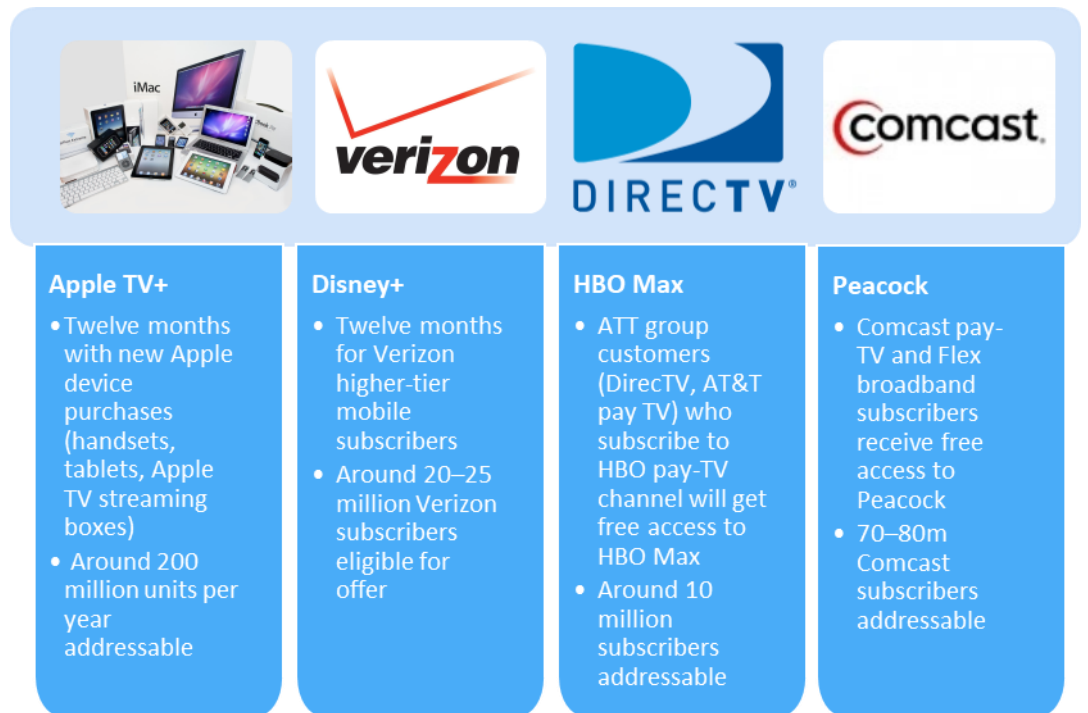 iMac
verizon
DIRECTV®
comcast.
Apple TV+
•Twelve months
with new Apple
device
purchases
(handsets,
tablets, Apple
TV streaming
boxes)
• Around 200
million units per
year
addressable
Disney+
• Twelve months
for Verizon
higher-tier
mobile
subscribers
• Around 20–25
million Verizon
subscribers
eligible for
offer
HBO Max
• ATT group
customers
(DirecTV, AT&T
pay TV) who
subscribe to
HBO pay-TV
channel will get
free access to
HBO Max
• Around 10
million
subscribers
addressable
Peacock
• Comcast pay-
TV and Flex
broadband
subscribers
receive free
access to
Peacock
• 70–80m
Comcast
subscribers
addressable